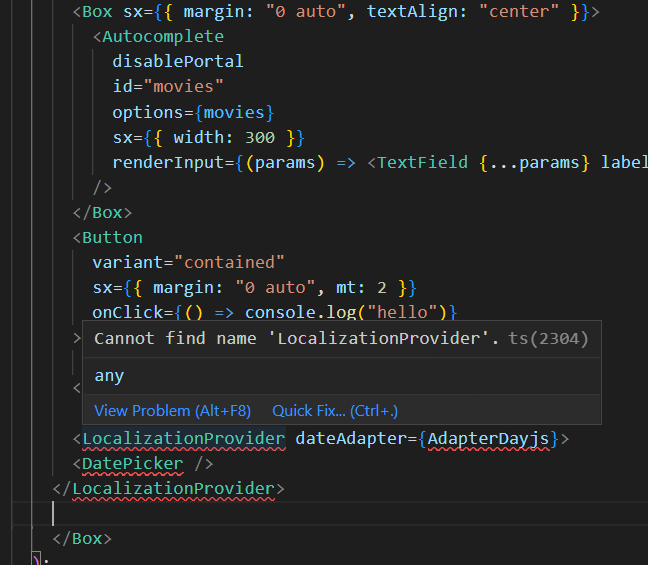 <Box sx={{ margin: "0 auto", textAlign: "center" }}>
<Autocomplete
disablePortal
id="movies"
options={movies}
sx={{ width: 300 }}
renderInput={(params) => <TextField {...params} label
/>
</Box>
<Button
variant="contained"
sx={{ margin: "0 auto", mt: 2 }}
onClick={() => console.log("hello")}
>
Cannot find name 'LocalizationProvider'. ts(2304)
any
<
View Problem (Alt+F8) Quick Fix... (Ctrl+.)
<LocalizationProvider dateAdapter={AdapterDayjs}>
<DatePicker />
</LocalizationProvider>
</Box>
);